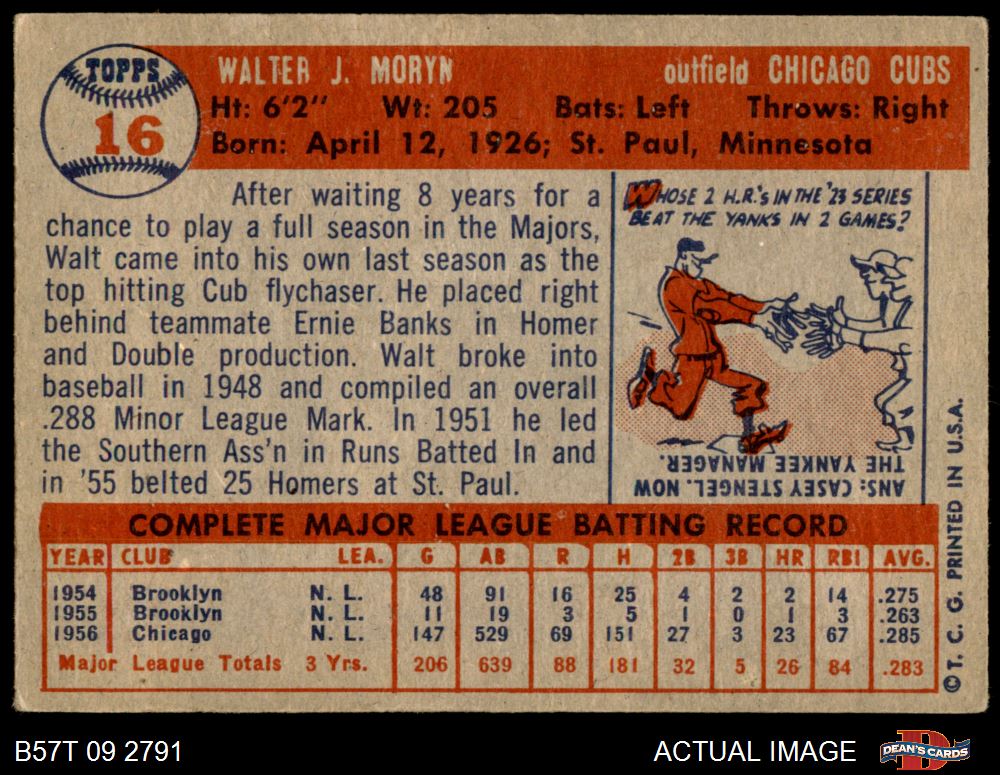 TOPPS
16
WALTER J. MORYN outfield CHICAGO CUBS
Ht: 6'2" Wt: 205 Bats: Left Throws: Right
Born: April 12, 1926; St. Paul, Minnesota
After waiting 8 years for a
chance to play a full season in the Majors,
Walt came into his own last season as the
top hitting Cub flychaser. He placed right
behind teammate Ernie Banks in Homer
and Double production. Walt broke into
baseball in 1948 and compiled an overall
.288 Minor League Mark. In 1951 he led
the Southern Ass'n in Runs Batted In and
in '55 belted 25 Homers at St. Paul.
WHOSE 2 H.R.'s IN THE '23 SERIES
BEAT THE YANKS IN 2 GAMES?
ANS: CASEY STENGEL. NOW
THE YANKEE MANAGER.
COMPLETE MAJOR LEAGUE BATTING RECORD
YEAR CLUB LEA. G AB R H 2B 3B HR RBI AVG.
1954 Brooklyn N. L. 48 91 16 25 4 2 2 14 .275
1955 Brooklyn N. L. 11 19 3 5 1 0 1 3 .263
1956 Chicago N. L. 147 529 69 151 27 3 23 67 .285
Major League Totals 3 Yrs. 206 639 88 181 32 5 26 84 .283
©T. C. G. PRINTED IN U.S.A.
B57T 09 2791 ACTUAL IMAGE
D
DEAN'S CARDS